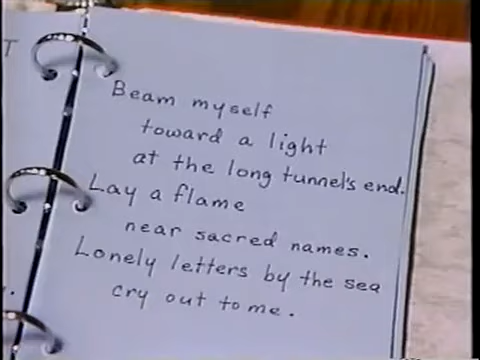 T
Beam myself
toward a light
at the long tunnel's end.
Lay a flame
near sacred names.
Lonely letters by the sea
cry out to me.
.